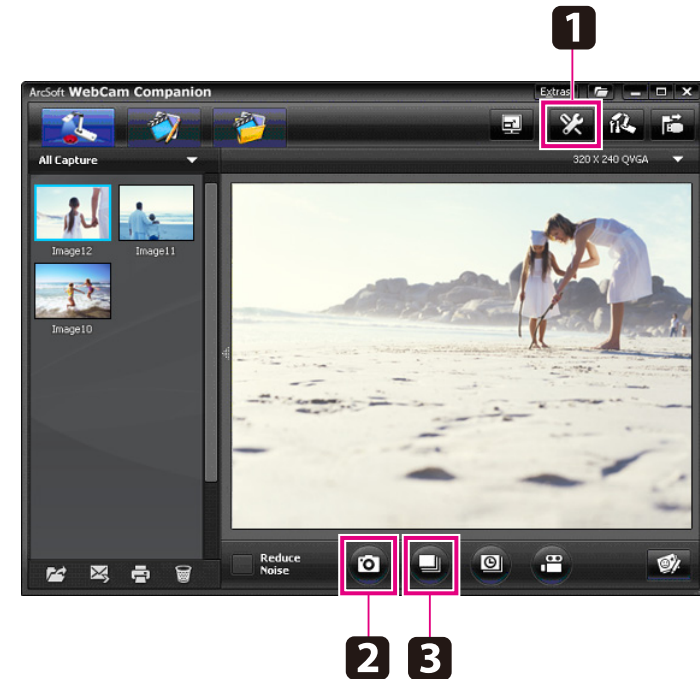 1
ArcSoft WebCam Companion
Extras
All Capture
320 X 240 QVGA
Image12
Image11
Image10
Reduce
Noise
2
3